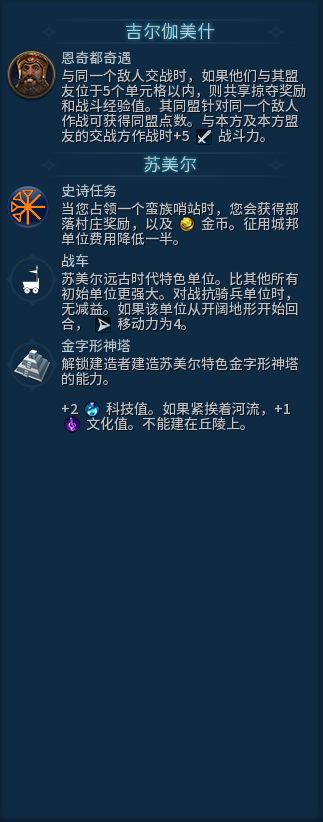 吉尔伽美什
恩奇都奇遇
与同一个敌人交战时，如果他们与其盟
友位于5个单元格以内，则共享掠夺奖励
和战斗经验值。其同盟针对同一个敌人
作战可获得同盟点数。与本方及本方盟
友的交战方作战时+5 战斗力。
苏美尔
史诗任务
当您占领一个蛮族哨站时，您会获得部
落村庄奖励，以及 金币。征用城邦
单位费用降低一半。
战车
苏美尔远古时代特色单位。比其他所有
初始单位更强大。对战抗骑兵单位时，
无减益。如果该单位从开阔地形开始回
合， 移动力为4。
金字形神塔
解锁建造者建造苏美尔特色金字形神塔
的能力。
+2 科技值。如果紧挨着河流，+1
文化值。不能建在丘陵上。